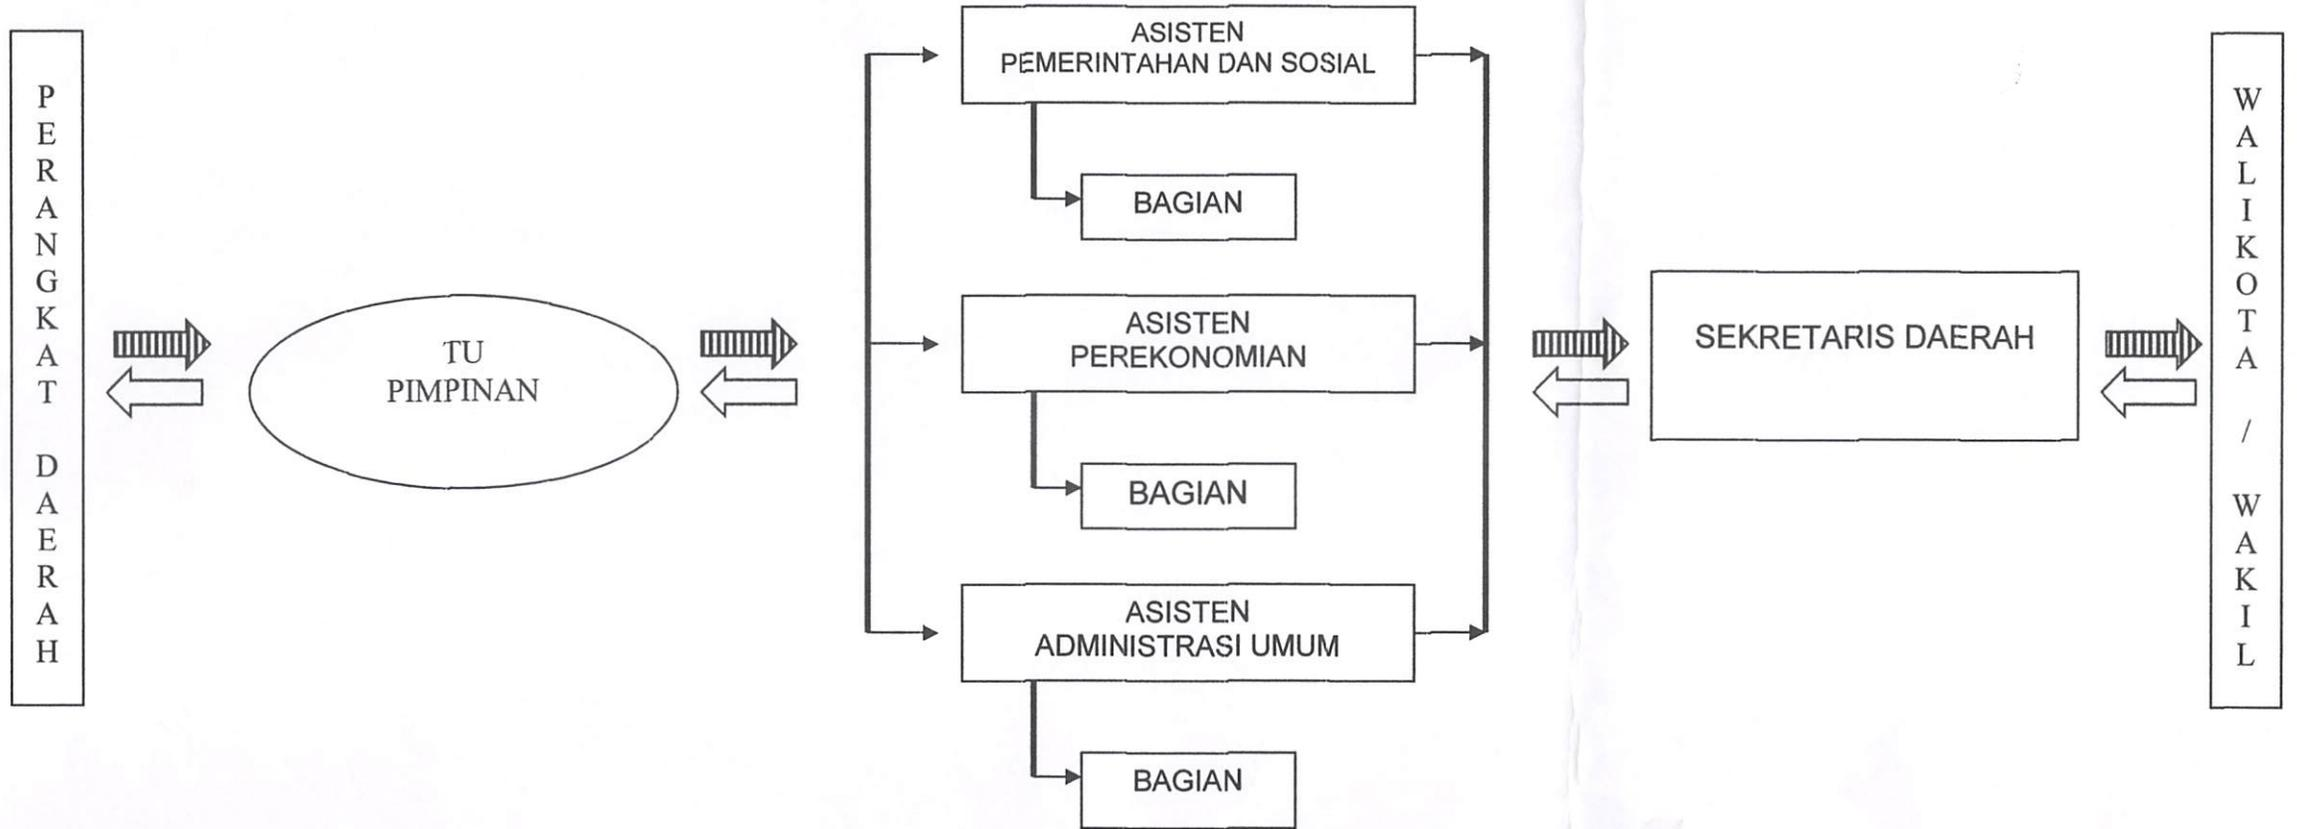 PERANGKAT DAERAH
TU
PIMPINAN
ASISTEN
PEMERINTAHAN DAN SOSIAL
BAGIAN
ASISTEN
PEREKONOMIAN
BAGIAN
ASISTEN
ADMINISTRASI UMUM
BAGIAN
SEKRETARIS DAERAH
WALIKOTA / WAKIL